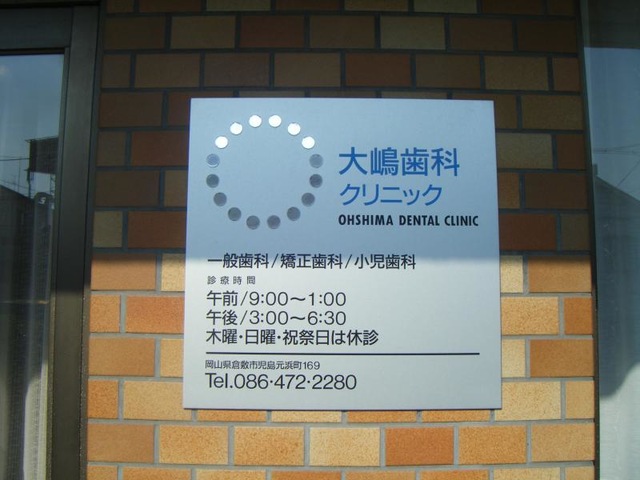 大嶋歯科
クリニック
OHSHIMA DENTAL CLINIC
一般歯科/矯正歯科/小児歯科
診療時間
午前/9:00〜1:00
午後/3:00〜6:30
木曜・日曜・祝祭日は休診
岡山県倉敷市児島元浜町169
Tel.086・472・2280